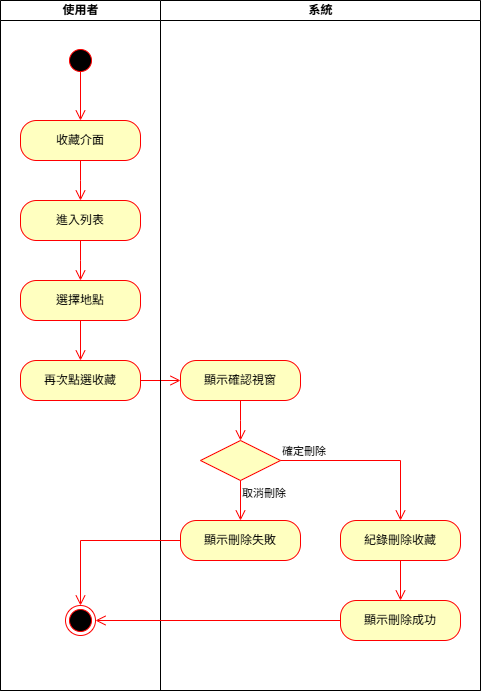 使用者
系統
收藏介面
進入列表
選擇地點
再次點選收藏
顯示確認視窗
確定刪除
取消刪除
顯示刪除失敗
紀錄刪除收藏
顯示刪除成功